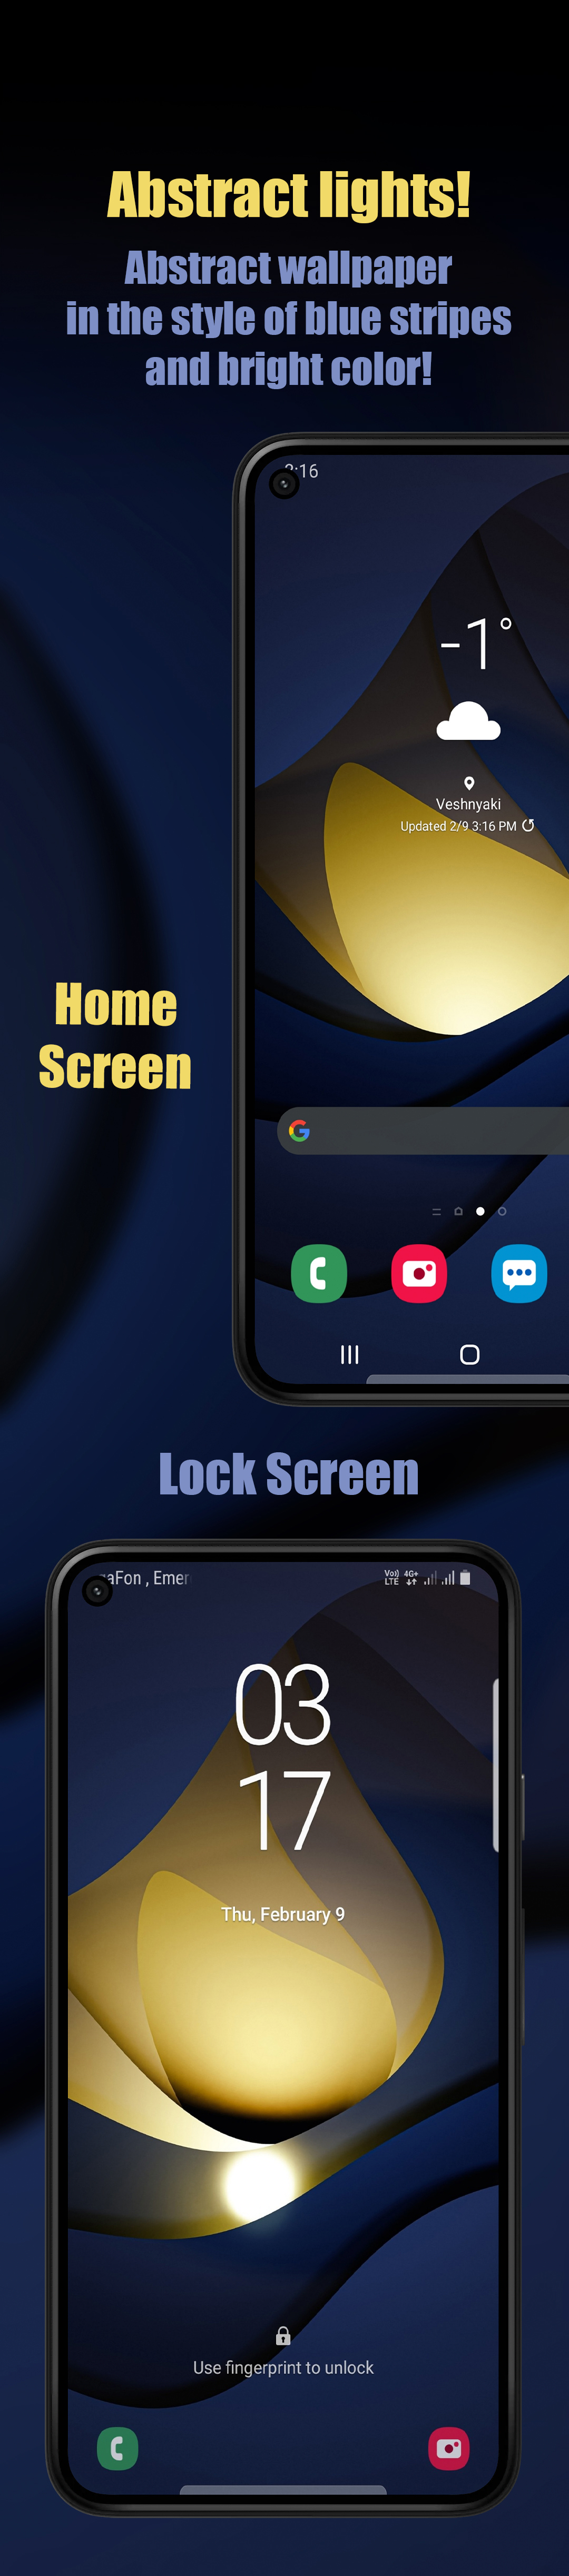 Abstract lights!
Abstract wallpaper
in the style of blue stripes
and bright color!
:16
-1°
Veshnyaki
Updated 2/9 3:16 PM
Home
Screen
G
Lock Screen
aFon , Emer
Vo)) LTE 4G+
03
17
Thu, February 9
Use fingerprint to unlock